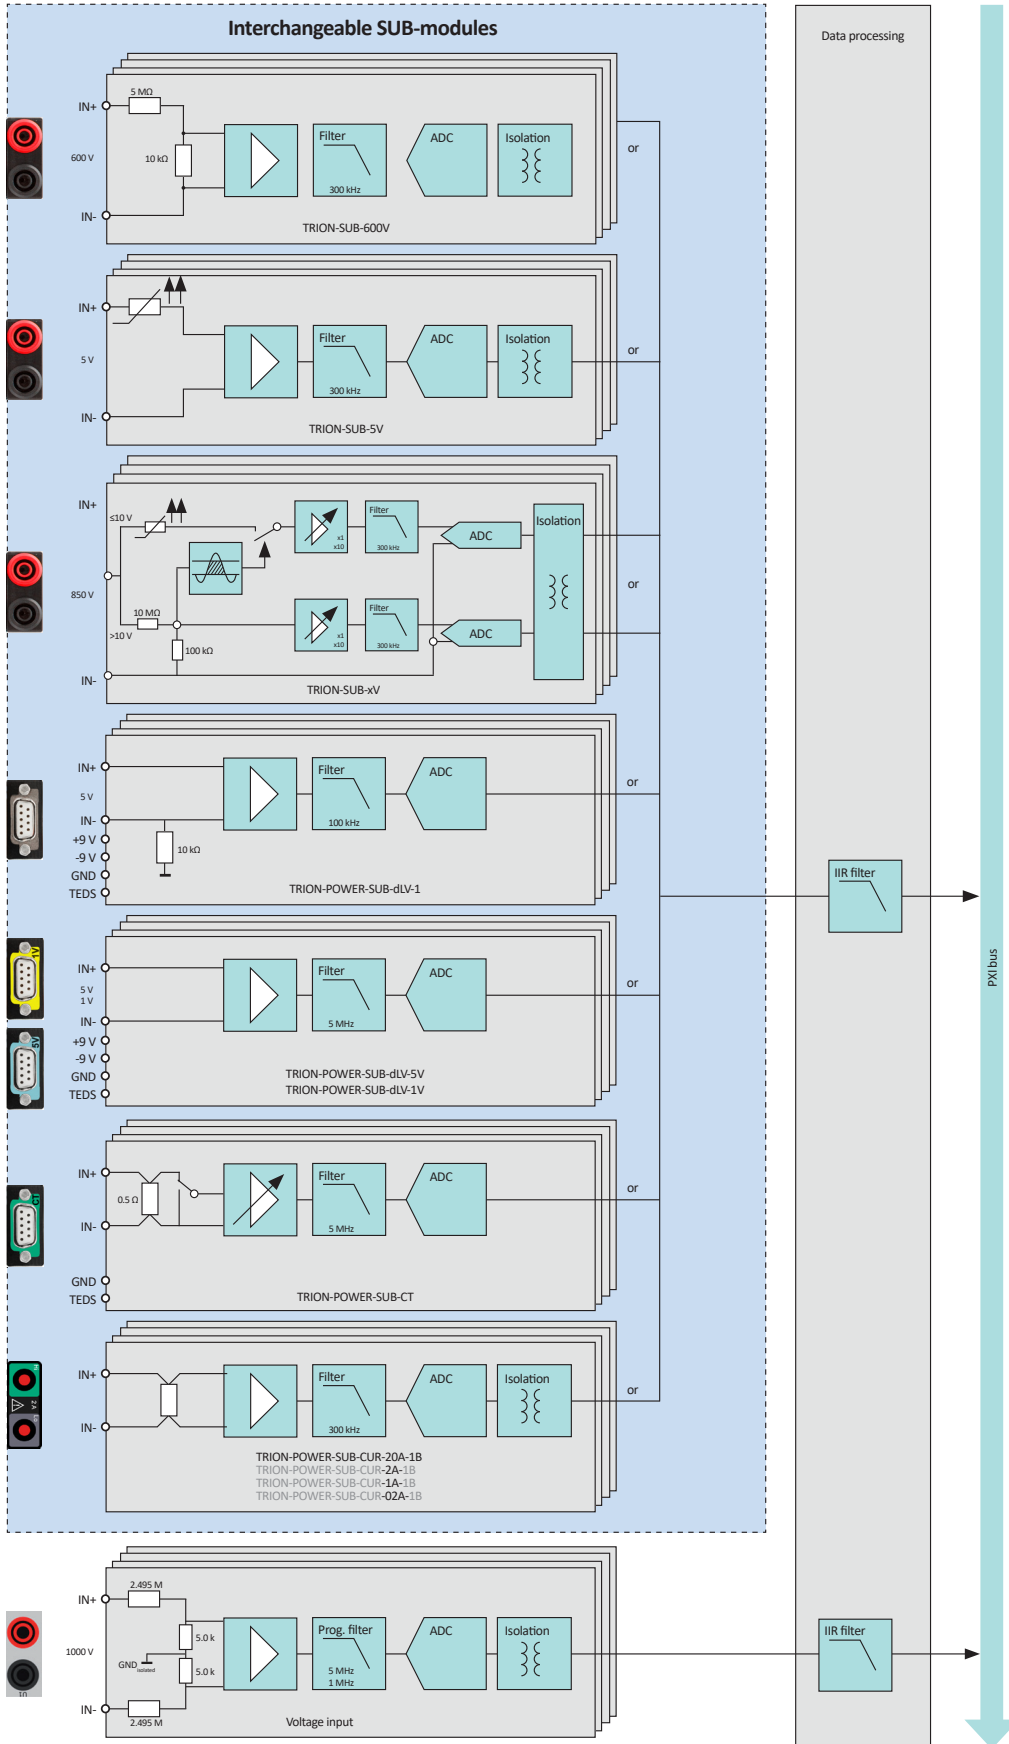 Interchangeable SUB-modules
Data processing
5 MΩ
IN+
600 V
10 kΩ
IN-
Filter
300 kHz
ADC
Isolation
or
TRION-SUB-600V
IN+
5 V
IN-
Filter
300 kHz
ADC
Isolation
or
TRION-SUB-5V
IN+
≤10 V
850 V
10 MΩ
>10 V
100 kΩ
IN-
x1
x10
Filter
300 kHz
ADC
x1
x10
Filter
300 kHz
ADC
Isolation
or
TRION-SUB-xV
IN+
5 V
IN-
+9 V
-9 V
GND
TEDS
10 kΩ
Filter
100 kHz
ADC
or
TRION-POWER-SUB-dLV-1
IIR filter
PXI bus
1V
5V
IN+
5 V
1 V
IN-
+9 V
-9 V
GND
TEDS
Filter
5 MHz
ADC
or
TRION-POWER-SUB-dLV-5V
TRION-POWER-SUB-dLV-1V
CT
IN+
0.5 Ω
IN-
GND
TEDS
Filter
5 MHz
ADC
or
TRION-POWER-SUB-CT
2 A
IN+
IN-
Filter
300 kHz
ADC
Isolation
or
TRION-POWER-SUB-CUR-20A-1B
TRION-POWER-SUB-CUR-2A-1B
TRION-POWER-SUB-CUR-1A-1B
TRION-POWER-SUB-CUR-02A-1B
2.495 M
IN+
1000 V
5.0 k
GND
isolated
5.0 k
IN-
2.495 M
Prog. filter
5 MHz
1 MHz
ADC
Isolation
Voltage input
IIR filter